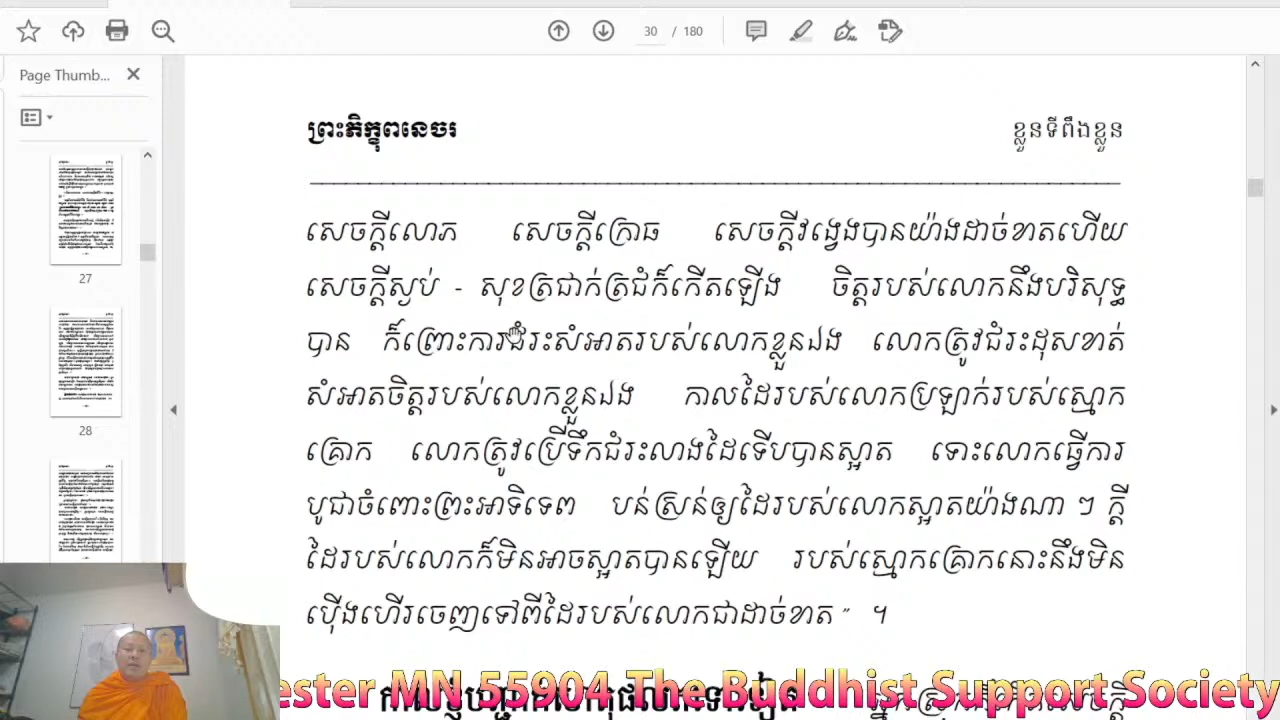 30 / 180
Page Thumb...
ព្រះភិក្ខុពនេចរ ខ្លួនទីពឹងខ្លួន
សេចក្ដីលោភ សេចក្ដីក្រោធ សេចក្ដីវង្វេងបានយ៉ាងដាច់ខាតហើយ
សេចក្ដីស្ងប់ - សុខត្រជាក់ត្រជំក៏កើតឡើង ចិត្តរបស់លោកនឹងបរិសុទ្ធ
បាន ក៏ព្រោះការជំរះសំអាតរបស់លោកខ្លួនឯង លោកត្រូវជំរះដុសខាត់
សំអាតចិត្តរបស់លោកខ្លួនឯង កាលដៃរបស់លោកប្រឡាក់របស់ស្មោក
គ្រោក លោកត្រូវប្រើទឹកជំរះលាងដៃទើបបានស្អាត ទោះលោកធ្វើការ
បូជាចំពោះព្រះអាទិទេព បន់ស្រន់ឲ្យដៃរបស់លោកស្អាតយ៉ាងណា ៗ ក្ដី
ដៃរបស់លោកក៏មិនអាចស្អាតបានឡើយ របស់ស្មោកគ្រោកនោះនឹងមិន
ប៉ើងហើរចេញទៅពីដៃរបស់លោកជាដាច់ខាត ” ។
27
28
ester MN 55904 The Buddhist Support Society